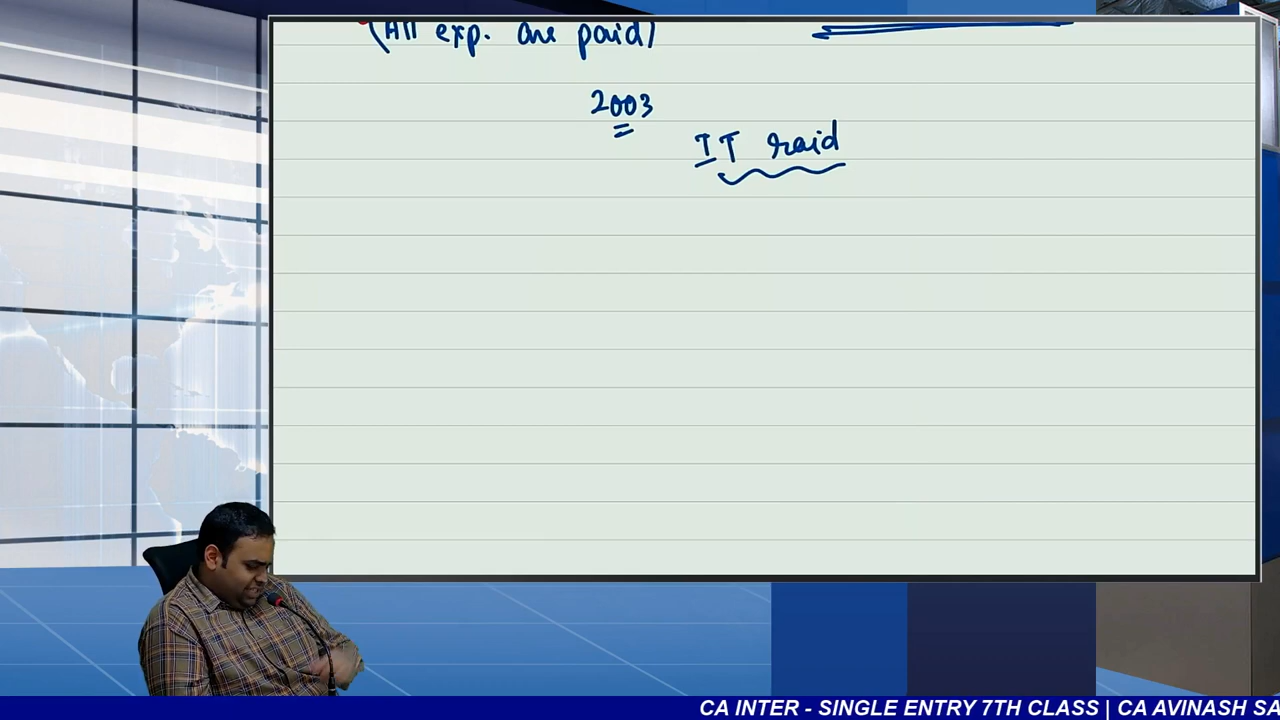 (All exp. are paid)
2003
IT raid
CA INTER - SINGLE ENTRY 7TH CLASS | CA AVINASH SA